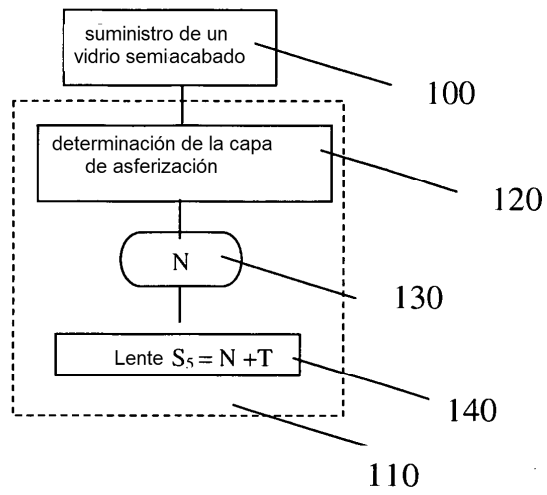 suministro de un
vidrio semiacabado
100
determinación de la capa
de asferización
120
N
130
Lente S₅ = N + T
140
110